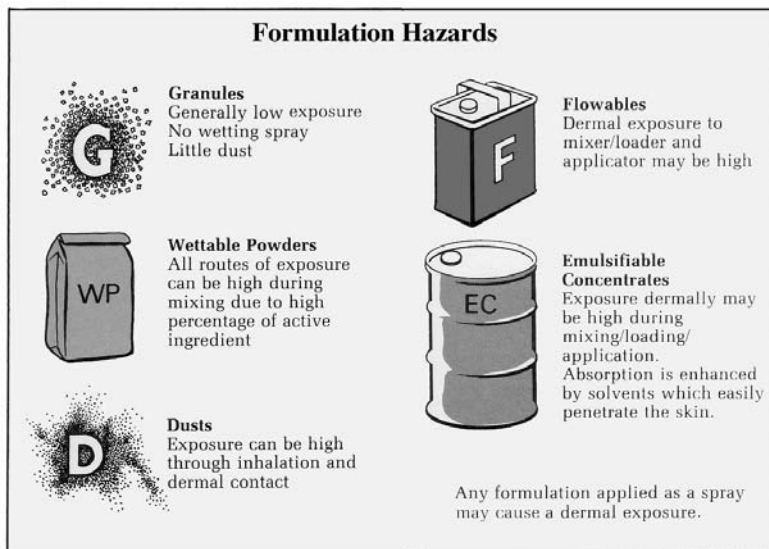 Formulation Hazards
G
Granules
Generally low exposure
No wetting spray
Little dust
WP
Wettable Powders
All routes of exposure
can be high during
mixing due to high
percentage of active
ingredient
D
Dusts
Exposure can be high
through inhalation and
dermal contact
F
Flowables
Dermal exposure to
mixer/loader and
applicator may be high
EC
Emulsifiable
Concentrates
Exposure dermally may
be high during
mixing/loading/
application.
Absorption is enhanced
by solvents which easily
penetrate the skin.
Any formulation applied as a spray
may cause a dermal exposure.